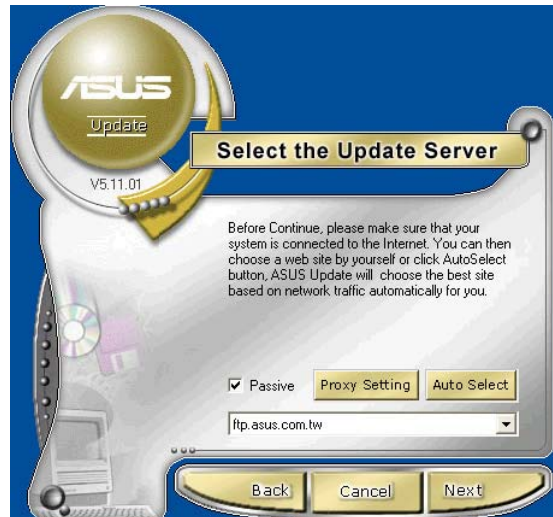 ASUS
Update
V5.11.01
Select the Update Server
Before Continue, please make sure that your
system is connected to the Internet. You can then
choose a web site by yourself or click AutoSelect
button, ASUS Update will choose the best site
based on network traffic automatically for you.
Passive Proxy Setting Auto Select
ftp.asus.com.tw
Back Cancel Next